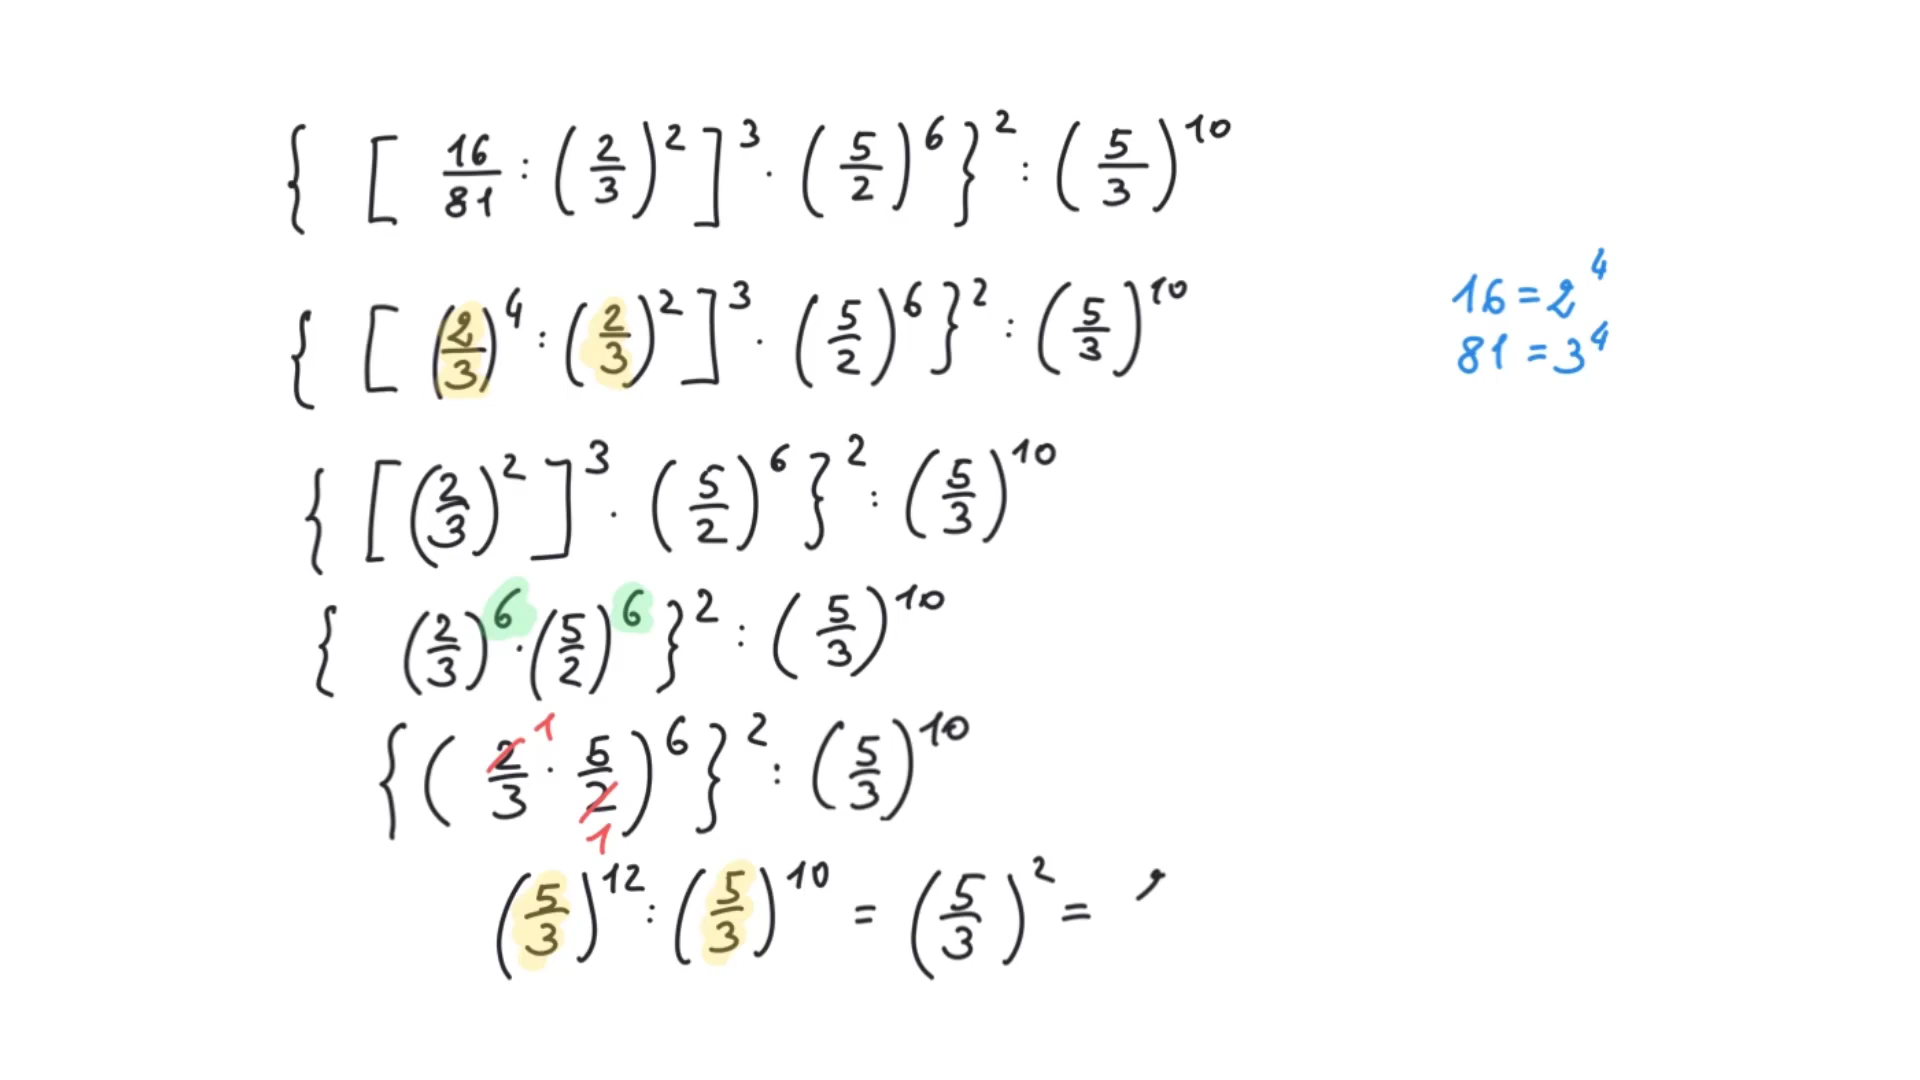 { [ 16/81 : (2/3)^2 ]^3 · (5/2)^6 }^2 : (5/3)^10
16 = 2^4
{ [ (2/3)^4 : (2/3)^2 ]^3 · (5/2)^6 }^2 : (5/3)^10
81 = 3^4
{ [ (2/3)^2 ]^3 · (5/2)^6 }^2 : (5/3)^10
{ (2/3)^6 · (5/2)^6 }^2 : (5/3)^10
1
{ ( 2/3 · 5/2 )^6 }^2 : (5/3)^10
1
(5/3)^12 : (5/3)^10 = (5/3)^2 =